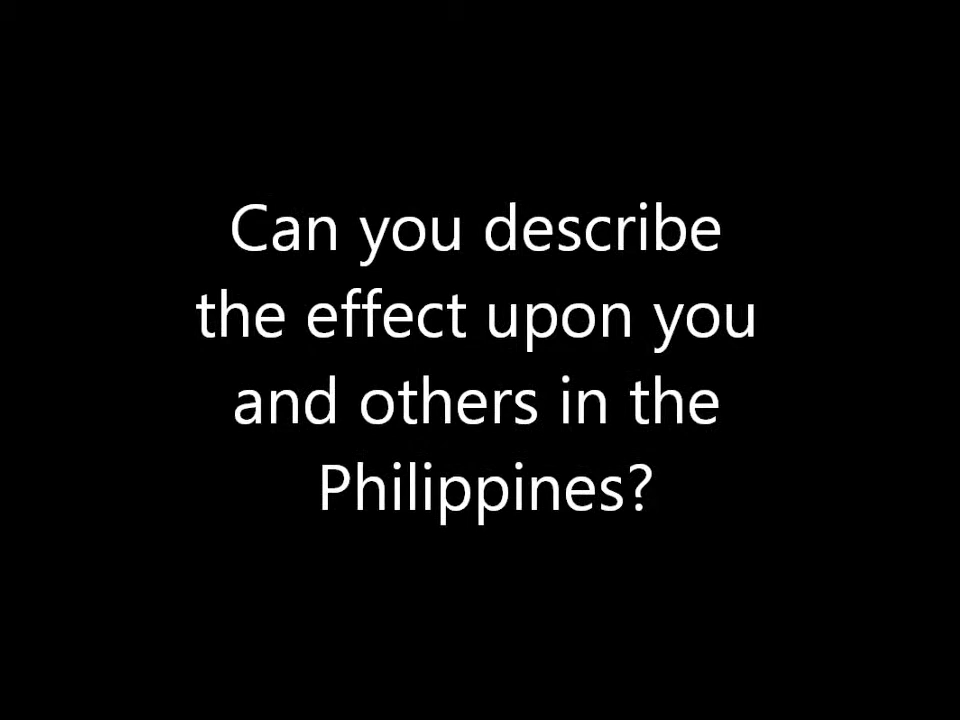 Can you describe
the effect upon you
and others in the
Philippines?